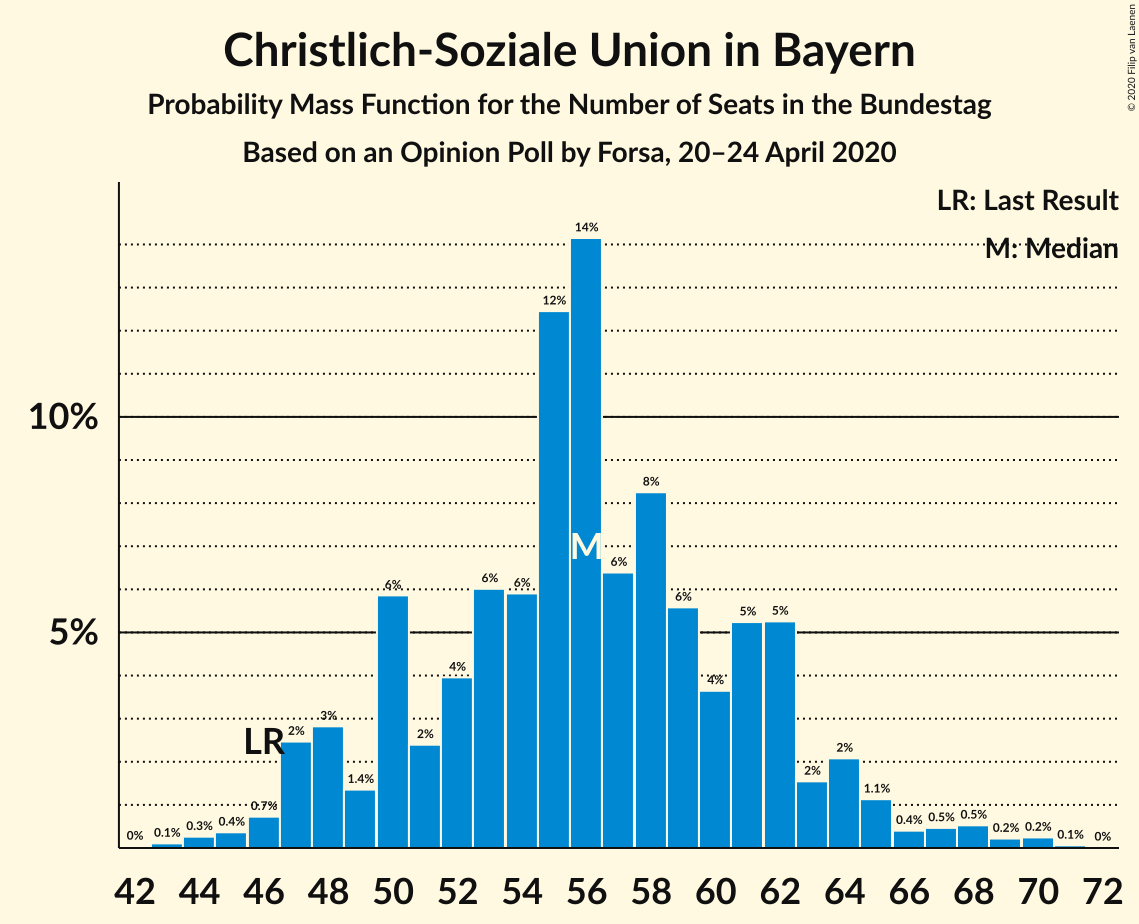 Christlich-Soziale Union in Bayern
Probability Mass Function for the Number of Seats in the Bundestag
Based on an Opinion Poll by Forsa, 20–24 April 2020
© 2020 Filip van Laenen
LR: Last Result
M: Median
10%
5%
0% 0.1% 0.3% 0.4% 0.7% 2% 3% 1.4% 6% 2% 4% 6% 6% 12% 14% 6% 8% 6% 4% 5% 5% 2% 2% 1.1% 0.4% 0.5% 0.5% 0.2% 0.2% 0.1% 0%
LR
M
42 44 46 48 50 52 54 56 58 60 62 64 66 68 70 72